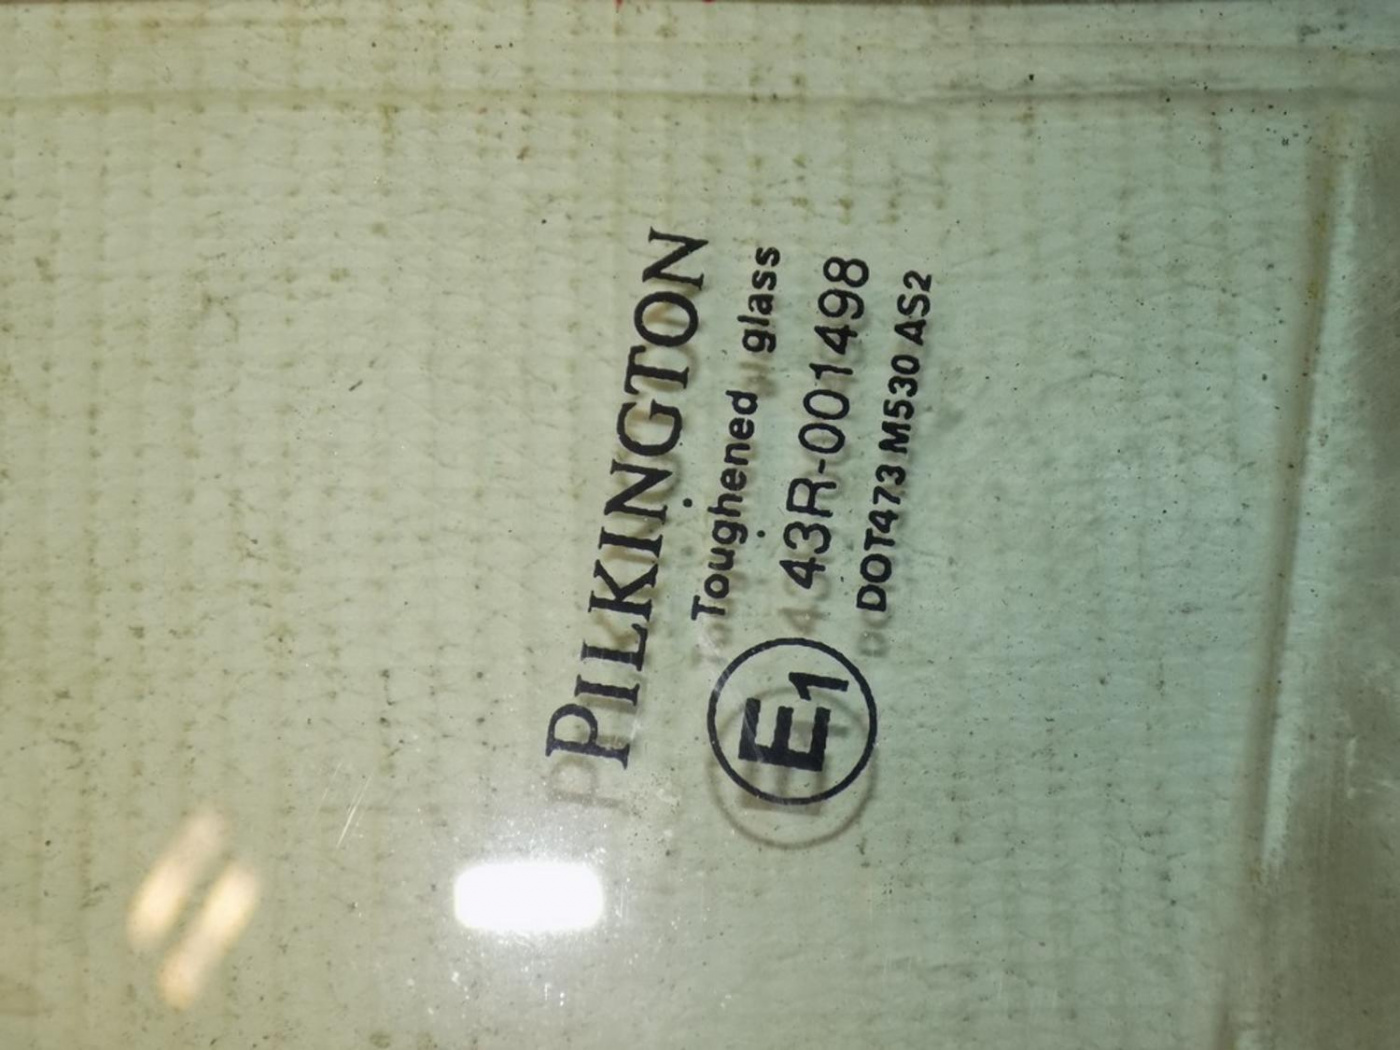 PILKINGTON
Toughened glass
E1 43R-001498
DOT473 M530 AS2